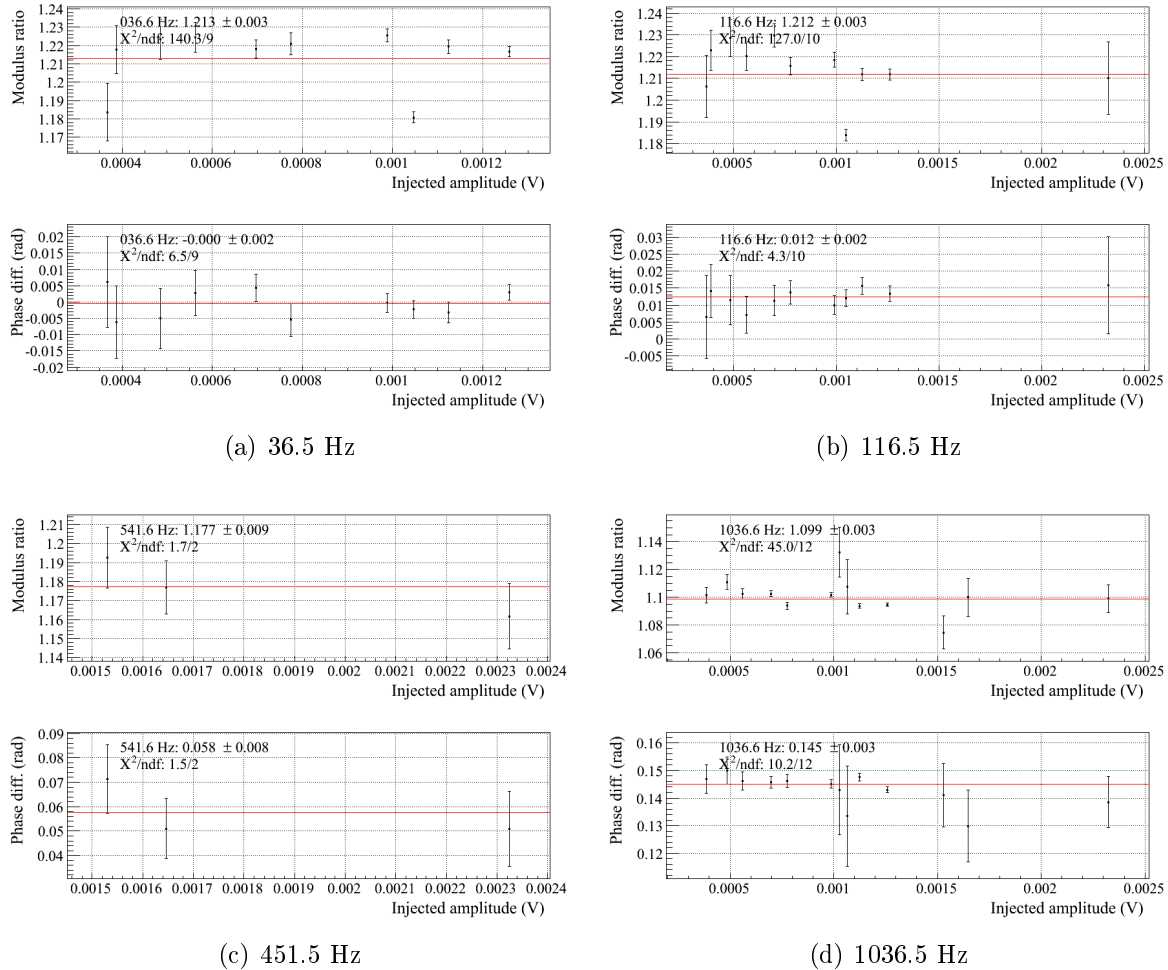 Modulus ratio
1.24
1.23
1.22
1.21
1.2
1.19
1.18
1.17
036.6 Hz: 1.213 ± 0.003
X²/ndf: 140.3/9
0.0004 0.0006 0.0008 0.001 0.0012
Injected amplitude (V)
Modulus ratio
1.24
1.23
1.22
1.21
1.2
1.19
1.18
116.6 Hz: 1.212 ± 0.003
X²/ndf: 127.0/10
0.0005 0.001 0.0015 0.002 0.0025
Injected amplitude (V)
Phase diff. (rad)
0.02
0.015
0.01
0.005
0
-0.005
-0.01
-0.015
-0.02
036.6 Hz: -0.000 ± 0.002
X²/ndf: 6.5/9
0.0004 0.0006 0.0008 0.001 0.0012
Injected amplitude (V)
Phase diff. (rad)
0.03
0.025
0.02
0.015
0.01
0.005
0
-0.005
116.6 Hz: 0.012 ± 0.002
X²/ndf: 4.3/10
0.0005 0.001 0.0015 0.002 0.0025
Injected amplitude (V)
(a) 36.5 Hz
(b) 116.5 Hz
Modulus ratio
1.21
1.2
1.19
1.18
1.17
1.16
1.15
1.14
541.6 Hz: 1.177 ± 0.009
X²/ndf: 1.7/2
0.0015 0.0016 0.0017 0.0018 0.0019 0.002 0.0021 0.0022 0.0023 0.0024
Injected amplitude (V)
Modulus ratio
1.14
1.12
1.1
1.08
1.06
1036.6 Hz: 1.099 ± 0.003
X²/ndf: 45.0/12
0.0005 0.001 0.0015 0.002 0.0025
Injected amplitude (V)
Phase diff. (rad)
0.09
0.08
0.07
0.06
0.05
0.04
541.6 Hz: 0.058 ± 0.008
X²/ndf: 1.5/2
0.0015 0.0016 0.0017 0.0018 0.0019 0.002 0.0021 0.0022 0.0023 0.0024
Injected amplitude (V)
Phase diff. (rad)
0.16
0.15
0.14
0.13
0.12
1036.6 Hz: 0.145 ± 0.003
X²/ndf: 10.2/12
0.0005 0.001 0.0015 0.002 0.0025
Injected amplitude (V)
(c) 451.5 Hz
(d) 1036.5 Hz